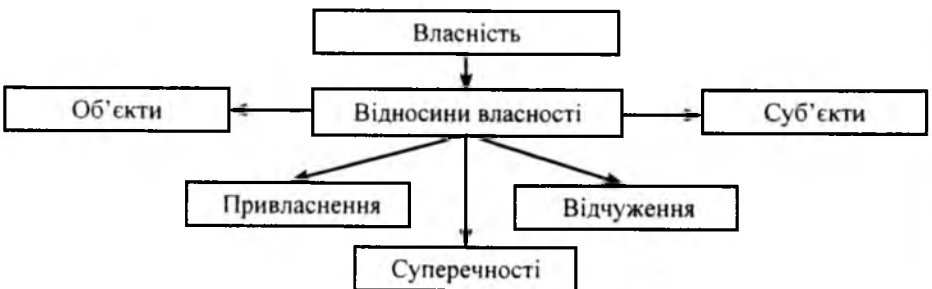 Власність
Об’єкти
Відносини власності
Суб’єкти
Привласнення
Відчуження
Суперечності